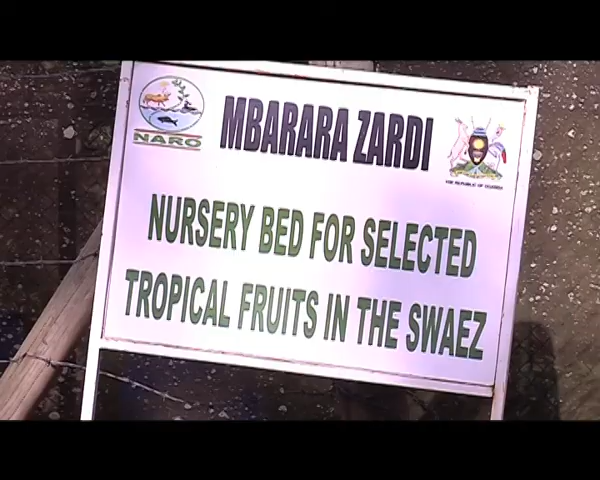 NARO
MBARARA ZARDI
THE REPUBLIC OF UGANDA
NURSERY BED FOR SELECTED
TROPICAL FRUITS IN THE SWAEZ